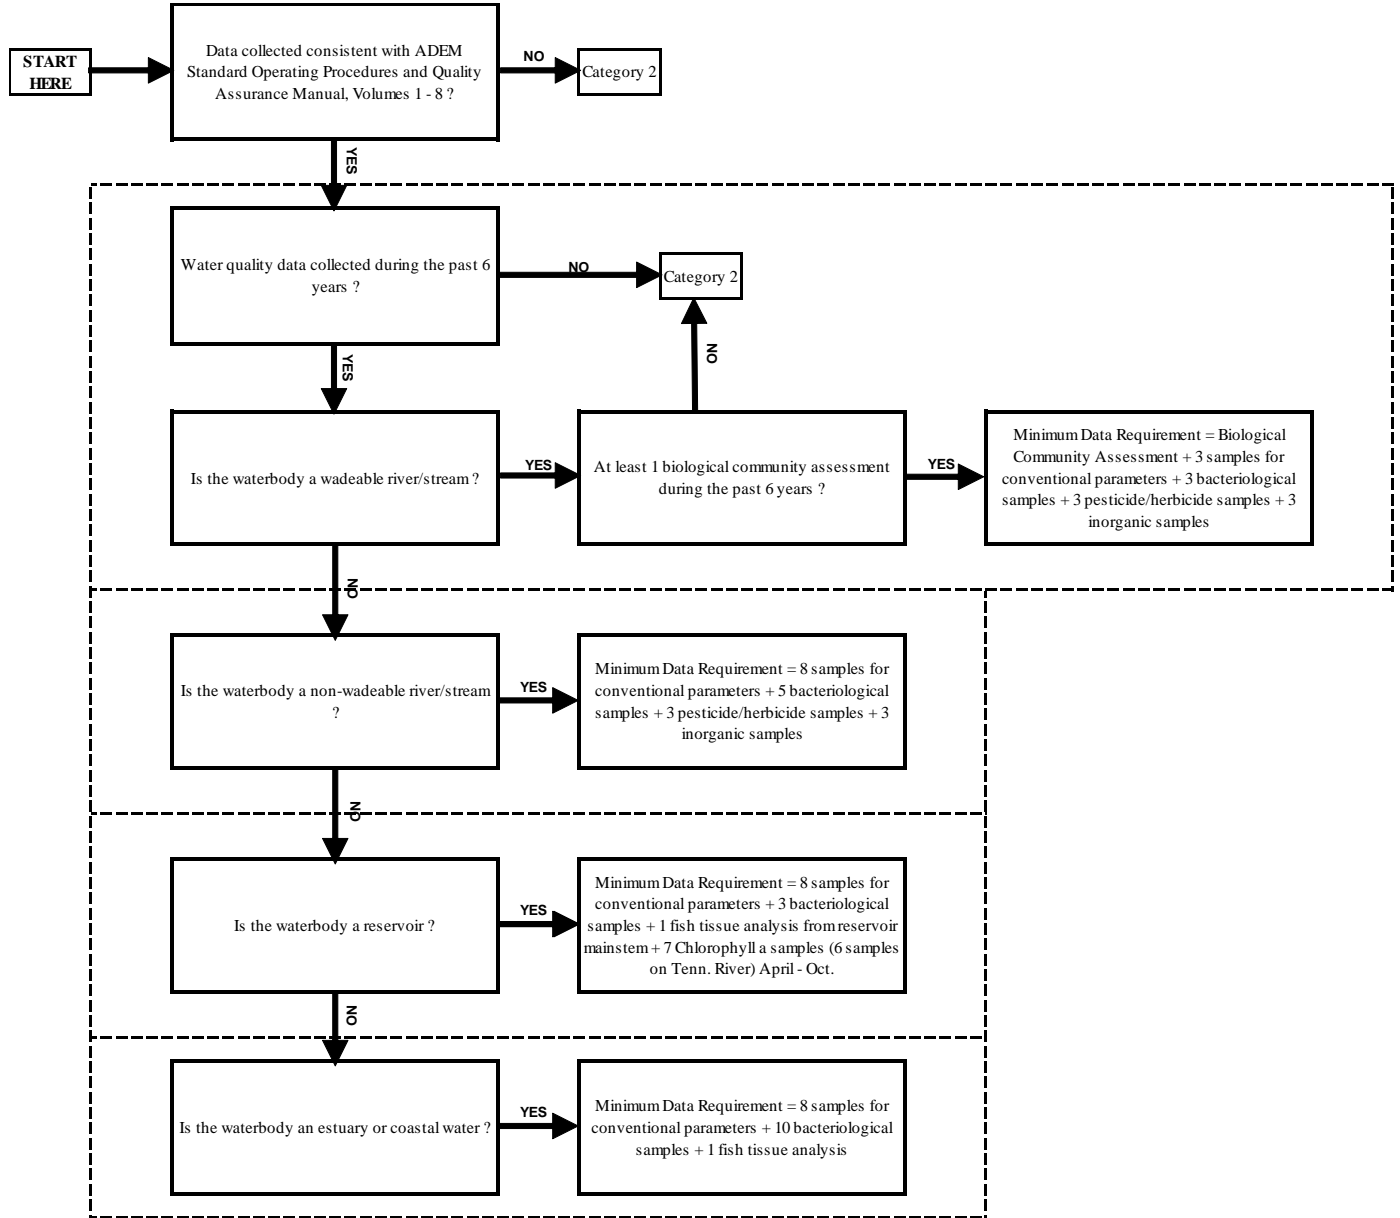 START
HERE
Data collected consistent with ADEM
Standard Operating Procedures and Quality
Assurance Manual, Volumes 1 - 8 ?
NO
Category 2
YES
Water quality data collected during the past 6
years ?
NO
Category 2
YES
NO
Is the waterbody a wadeable river/stream ?
YES
At least 1 biological community assessment
during the past 6 years ?
YES
Minimum Data Requirement = Biological
Community Assessment + 3 samples for
conventional parameters + 3 bacteriological
samples + 3 pesticide/herbicide samples + 3
inorganic samples
NO
Is the waterbody a non-wadeable river/stream
?
YES
Minimum Data Requirement = 8 samples for
conventional parameters + 5 bacteriological
samples + 3 pesticide/herbicide samples + 3
inorganic samples
NO
Is the waterbody a reservoir ?
YES
Minimum Data Requirement = 8 samples for
conventional parameters + 3 bacteriological
samples + 1 fish tissue analysis from reservoir
mainstem + 7 Chlorophyll a samples (6 samples
on Tenn. River) April - Oct.
NO
Is the waterbody an estuary or coastal water ?
YES
Minimum Data Requirement = 8 samples for
conventional parameters + 10 bacteriological
samples + 1 fish tissue analysis